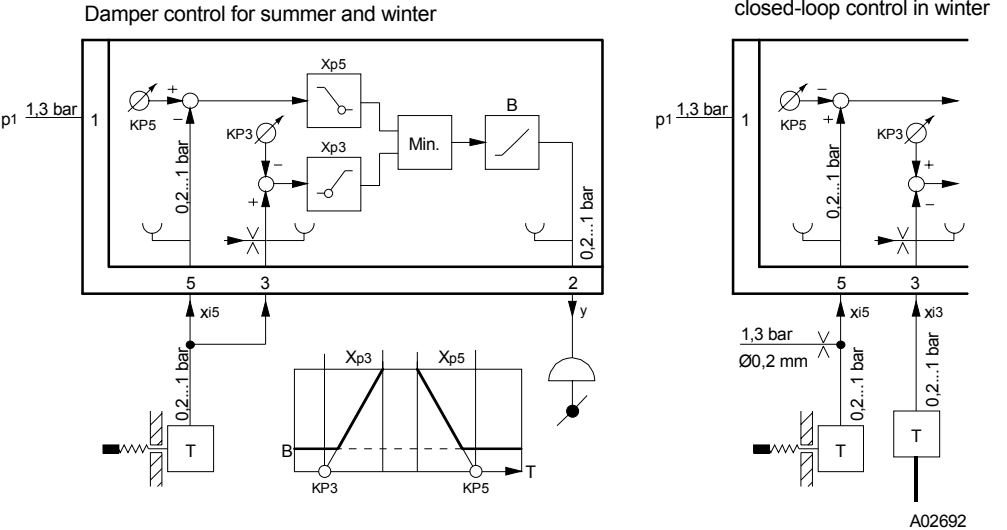 Damper control for summer and winter
closed-loop control in winter
Xp5
B
+
–
KP5
KP3
p1 1,3 bar
1
Xp3
Min.
–
+
0,2...1 bar
0,2...1 bar
5
3
2
xi5
y
0,2...1 bar
T
Xp3
Xp5
B
T
KP3
KP5
p1 1,3 bar
1
–
+
KP5
KP3
+
–
0,2...1 bar
5
3
xi5
xi3
1,3 bar
Ø0,2 mm
0,2...1 bar
0,2...1 bar
T
T
A02692